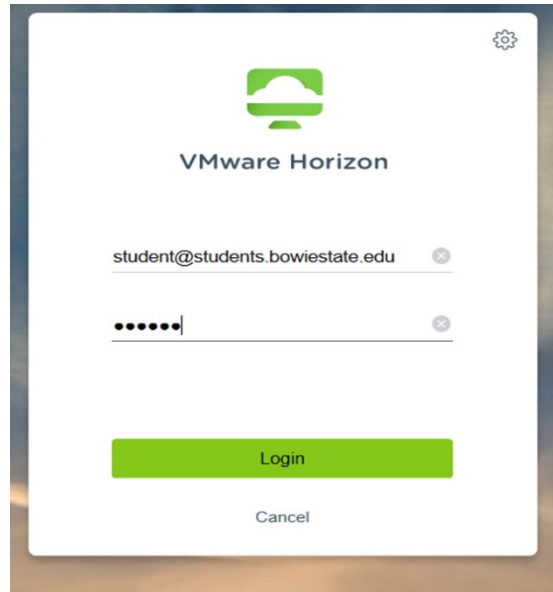 VMware Horizon
student@students.bowiestate.edu
●●●●●●
Login
Cancel